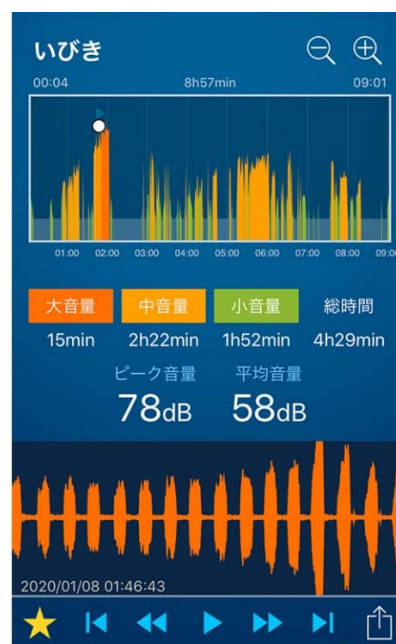 いびき
00:04 8h57min 09:01
01:00 02:00 03:00 04:00 05:00 06:00 07:00 08:00 09:0
大音量 中音量 小音量 総時間
15min 2h22min 1h52min 4h29min
ピーク音量 平均音量
78dB 58dB
2020/01/08 01:46:43